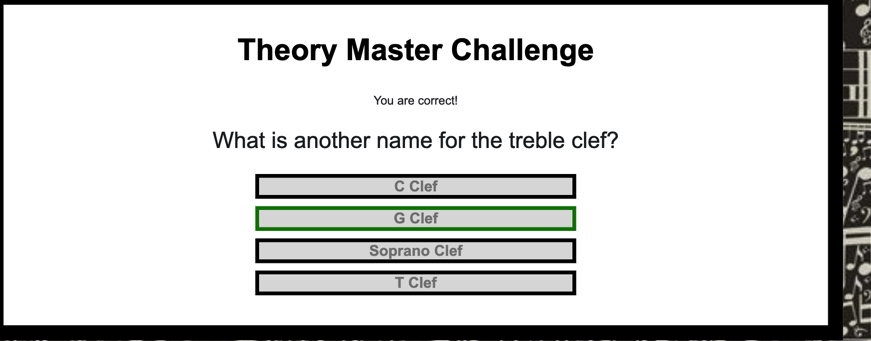 Theory Master Challenge
You are correct!
What is another name for the treble clef?
C Clef
G Clef
Soprano Clef
T Clef